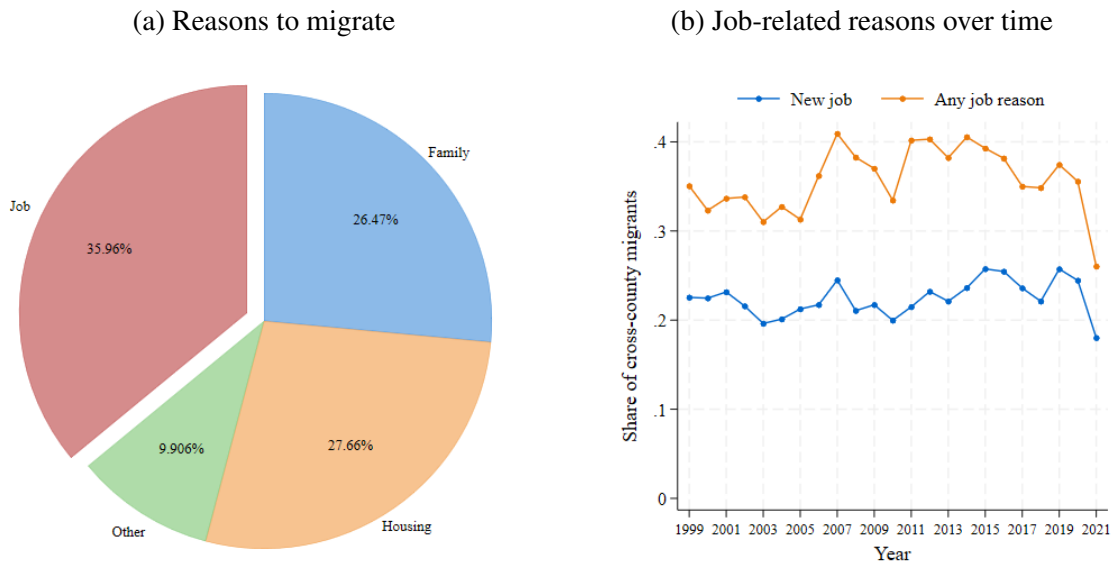 (a) Reasons to migrate
Family
26.47%
Job
35.96%
9.906%
27.66%
Other
Housing
(b) Job-related reasons over time
New job
Any job reason
Share of cross-county migrants
.4
.3
.2
.1
0
1999 2001 2003 2005 2007 2009 2011 2013 2015 2017 2019 2021
Year